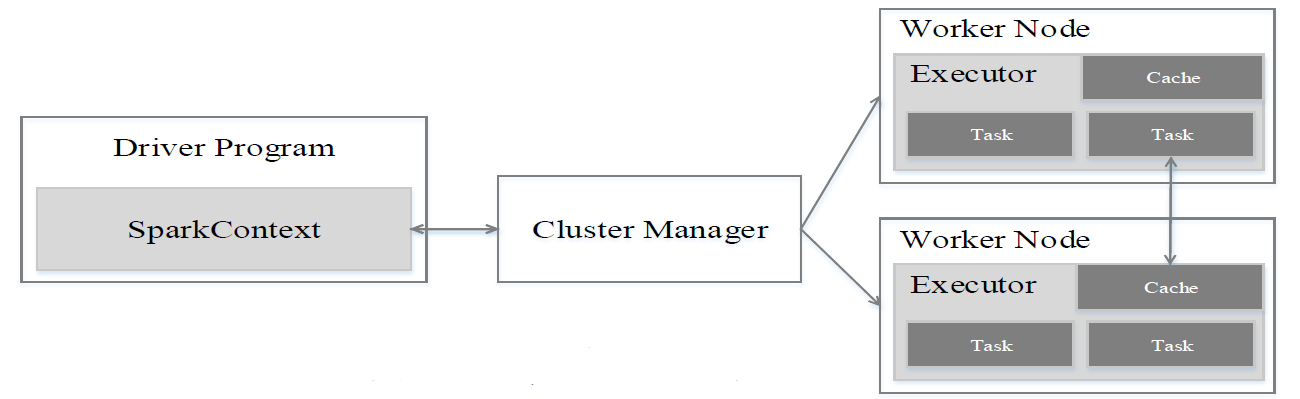 Driver Program
SparkContext
Cluster Manager
Worker Node
Executor
Cache
Task
Task
Worker Node
Executor
Cache
Task
Task